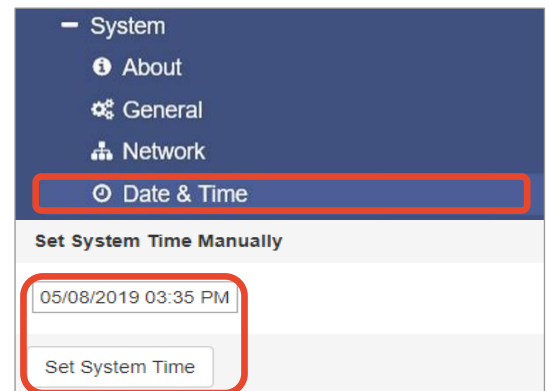 System
About
General
Network
Date & Time
Set System Time Manually
05/08/2019 03:35 PM
Set System Time